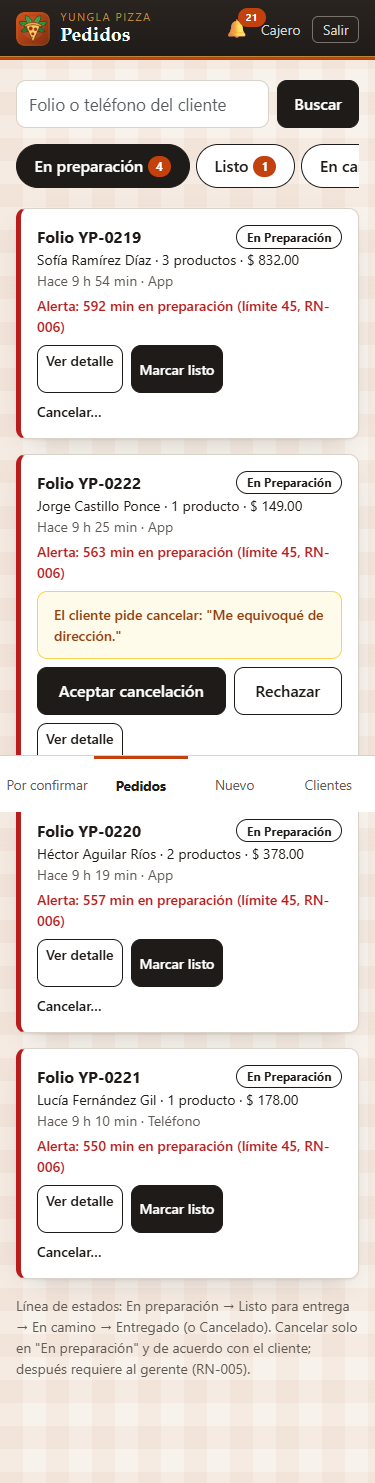 YUNGLA PIZZA
Pedidos
21
Cajero
Salir
Folio o teléfono del cliente
Buscar
En preparación 4
Listo 1
En ca
Folio YP-0219
En Preparación
Sofía Ramírez Díaz · 3 productos · $ 832.00
Hace 9 h 54 min · App
Alerta: 592 min en preparación (límite 45, RN-
006)
Ver detalle
Marcar listo
Cancelar...
Folio YP-0222
En Preparación
Jorge Castillo Ponce · 1 producto · $ 149.00
Hace 9 h 25 min · App
Alerta: 563 min en preparación (límite 45, RN-
006)
El cliente pide cancelar: "Me equivoqué de
dirección."
Aceptar cancelación
Rechazar
Ver detalle
Por confirmar
Pedidos
Nuevo
Clientes
Folio YP-0220
En Preparación
Héctor Aguilar Ríos · 2 productos · $ 378.00
Hace 9 h 19 min · App
Alerta: 557 min en preparación (límite 45, RN-
006)
Ver detalle
Marcar listo
Cancelar...
Folio YP-0221
En Preparación
Lucía Fernández Gil · 1 producto · $ 178.00
Hace 9 h 10 min · Teléfono
Alerta: 550 min en preparación (límite 45, RN-
006)
Ver detalle
Marcar listo
Cancelar...
Línea de estados: En preparación → Listo para entrega
→ En camino → Entregado (o Cancelado). Cancelar solo
en "En preparación" y de acuerdo con el cliente;
después requiere al gerente (RN-005).